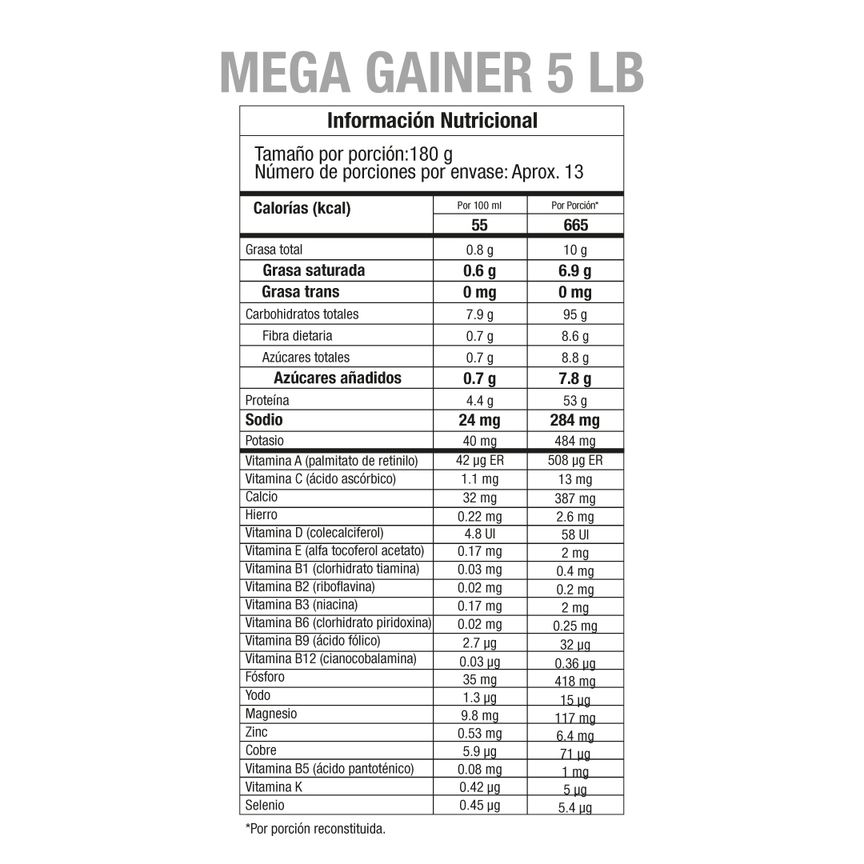 MEGA GAINER 5 LB
Información Nutricional
Tamaño por porción:180 g
Número de porciones por envase: Aprox. 13
Calorías (kcal) Por 100 ml Por Porción*
55 665
Grasa total 0.8 g 10 g
Grasa saturada 0.6 g 6.9 g
Grasa trans 0 mg 0 mg
Carbohidratos totales 7.9 g 95 g
Fibra dietaria 0.7 g 8.6 g
Azúcares totales 0.7 g 8.8 g
Azúcares añadidos 0.7 g 7.8 g
Proteína 4.4 g 53 g
Sodio 24 mg 284 mg
Potasio 40 mg 484 mg
Vitamina A (palmitato de retinilo) 42 µg ER 508 µg ER
Vitamina C (ácido ascórbico) 1.1 mg 13 mg
Calcio 32 mg 387 mg
Hierro 0.22 mg 2.6 mg
Vitamina D (colecalciferol) 4.8 UI 58 UI
Vitamina E (alfa tocoferol acetato) 0.17 mg 2 mg
Vitamina B1 (clorhidrato tiamina) 0.03 mg 0.4 mg
Vitamina B2 (riboflavina) 0.02 mg 0.2 mg
Vitamina B3 (niacina) 0.17 mg 2 mg
Vitamina B6 (clorhidrato piridoxina) 0.02 mg 0.25 mg
Vitamina B9 (ácido fólico) 2.7 µg 32 µg
Vitamina B12 (cianocobalamina) 0.03 µg 0.36 µg
Fósforo 35 mg 418 mg
Yodo 1.3 µg 15 µg
Magnesio 9.8 mg 117 mg
Zinc 0.53 mg 6.4 mg
Cobre 5.9 µg 71 µg
Vitamina B5 (ácido pantoténico) 0.08 mg 1 mg
Vitamina K 0.42 µg 5 µg
Selenio 0.45 µg 5.4 µg
*Por porción reconstituida.